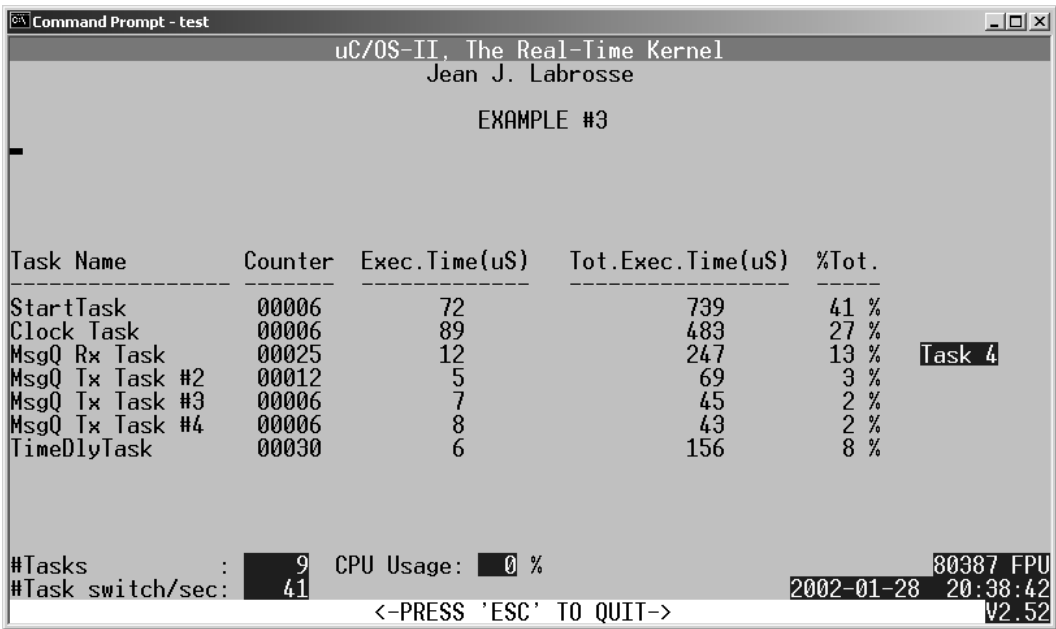 Command Prompt - test
uC/OS-II, The Real-Time Kernel
Jean J. Labrosse
EXAMPLE #3
Task Name Counter Exec.Time(uS) Tot.Exec.Time(uS) %Tot.
----------------- ------- ------------- ----------------- -----
StartTask 00006 72 739 41 %
Clock Task 00006 89 483 27 %
MsgQ Rx Task 00025 12 247 13 % Task 4
MsgQ Tx Task #2 00012 5 69 3 %
MsgQ Tx Task #3 00006 7 45 2 %
MsgQ Tx Task #4 00006 8 43 2 %
TimeDlyTask 00030 6 156 8 %
#Tasks : 9 CPU Usage: 0 % 80387 FPU
#Task switch/sec: 41 2002-01-28 20:38:42
<-PRESS 'ESC' TO QUIT-> V2.52